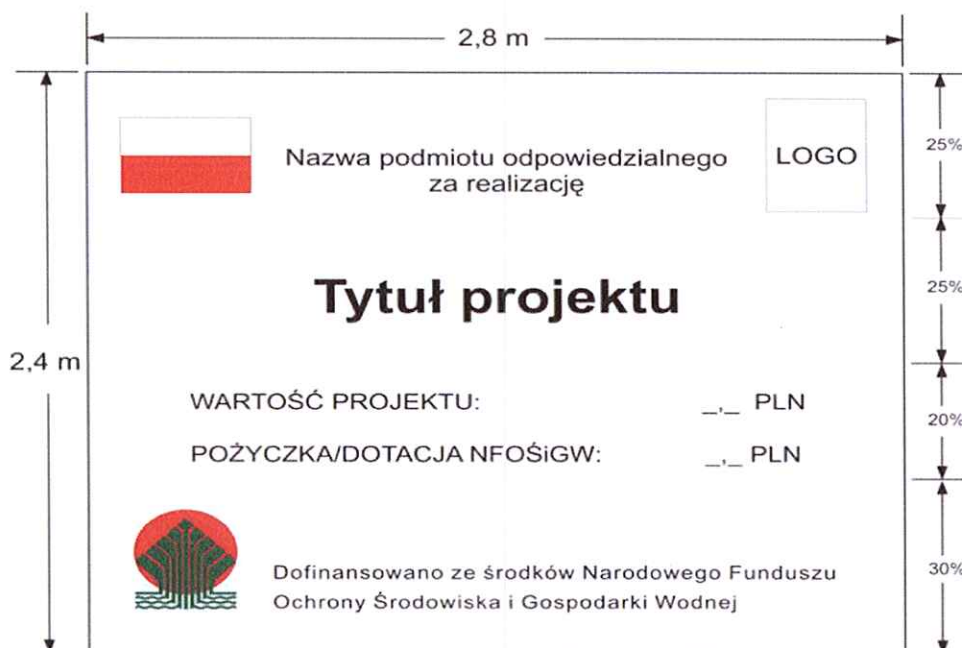 2,8 m
Nazwa podmiotu odpowiedzialnego
za realizację
LOGO
25%
Tytuł projektu
25%
2,4 m
WARTOŚĆ PROJEKTU: _,_ PLN
20%
POŻYCZKA/DOTACJA NFOŚiGW: _,_ PLN
Dofinansowano ze środków Narodowego Funduszu
Ochrony Środowiska i Gospodarki Wodnej
30%